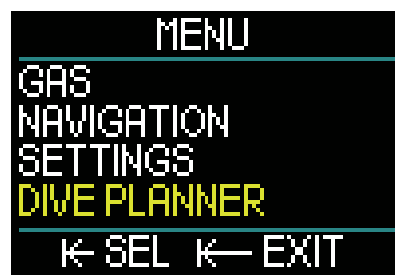 MENU
GAS
NAVIGATION
SETTINGS
DIVE PLANNER
SEL EXIT